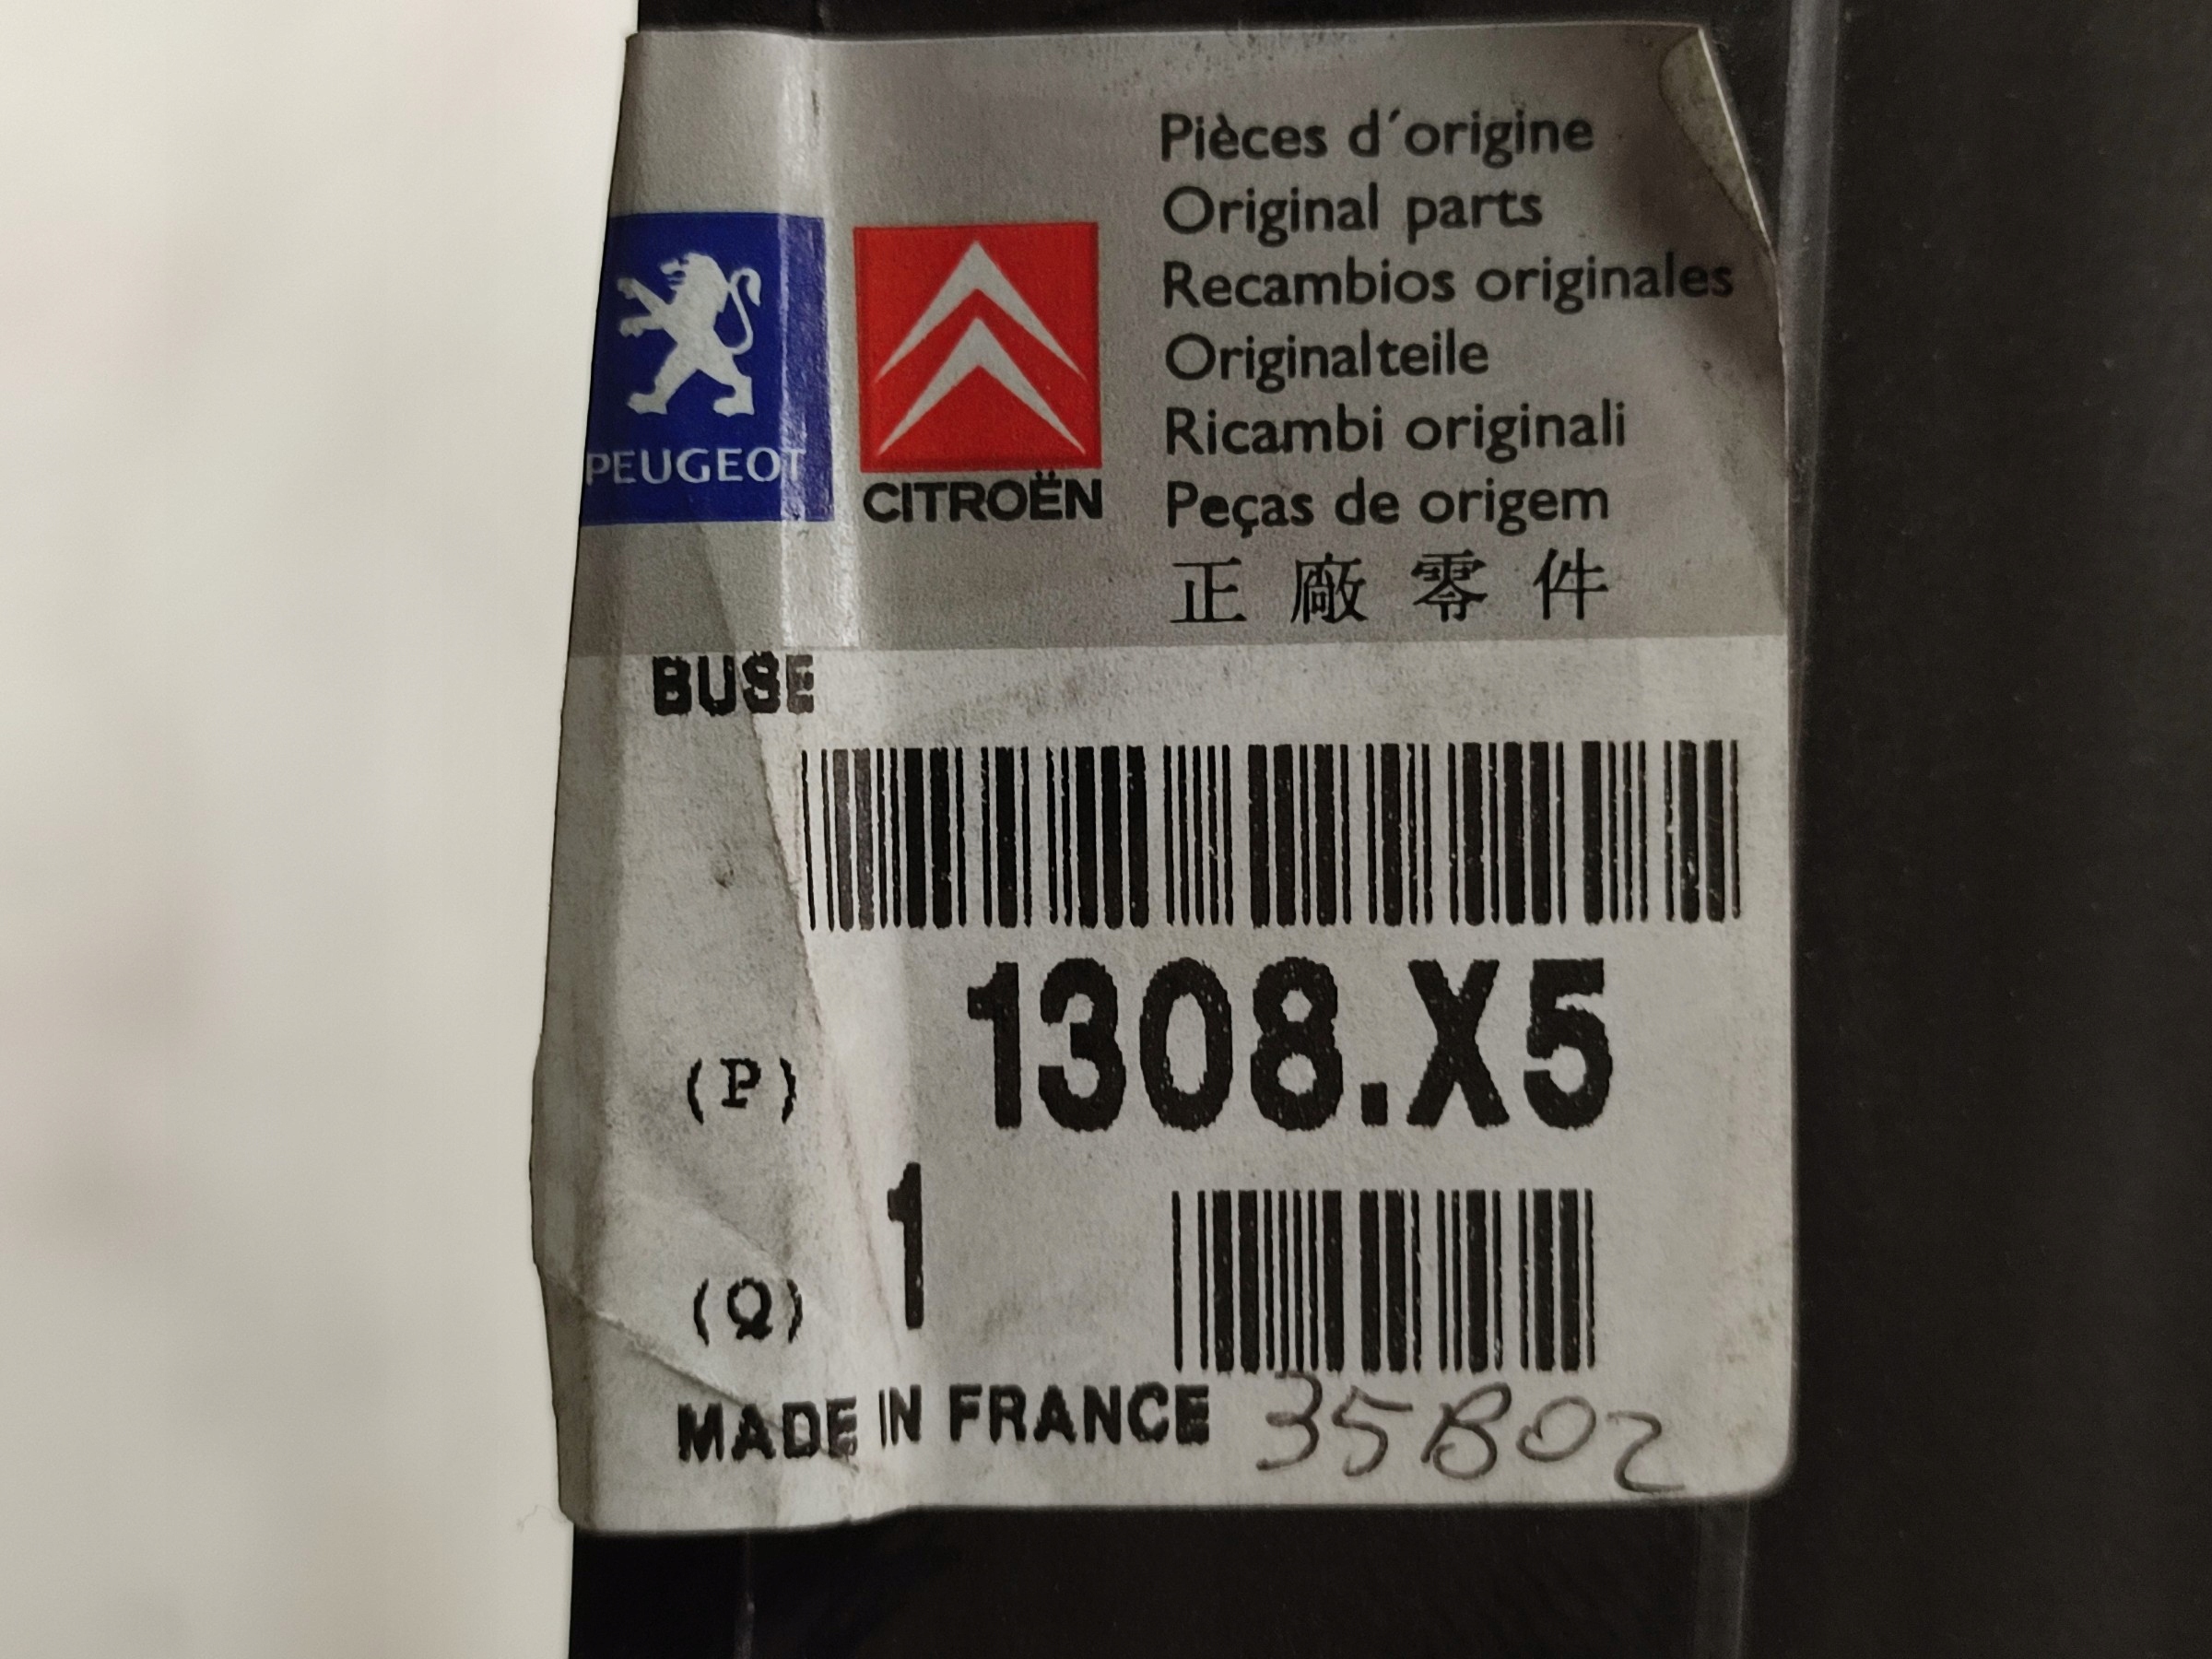 Pièces d'origine
Original parts
Recambios originales
Originalteile
Ricambi originali
Peças de origem
正廠零件
PEUGEOT
CITROËN
BUSE
(P) 1308.X5
(Q) 1
MADE IN FRANCE 35B02